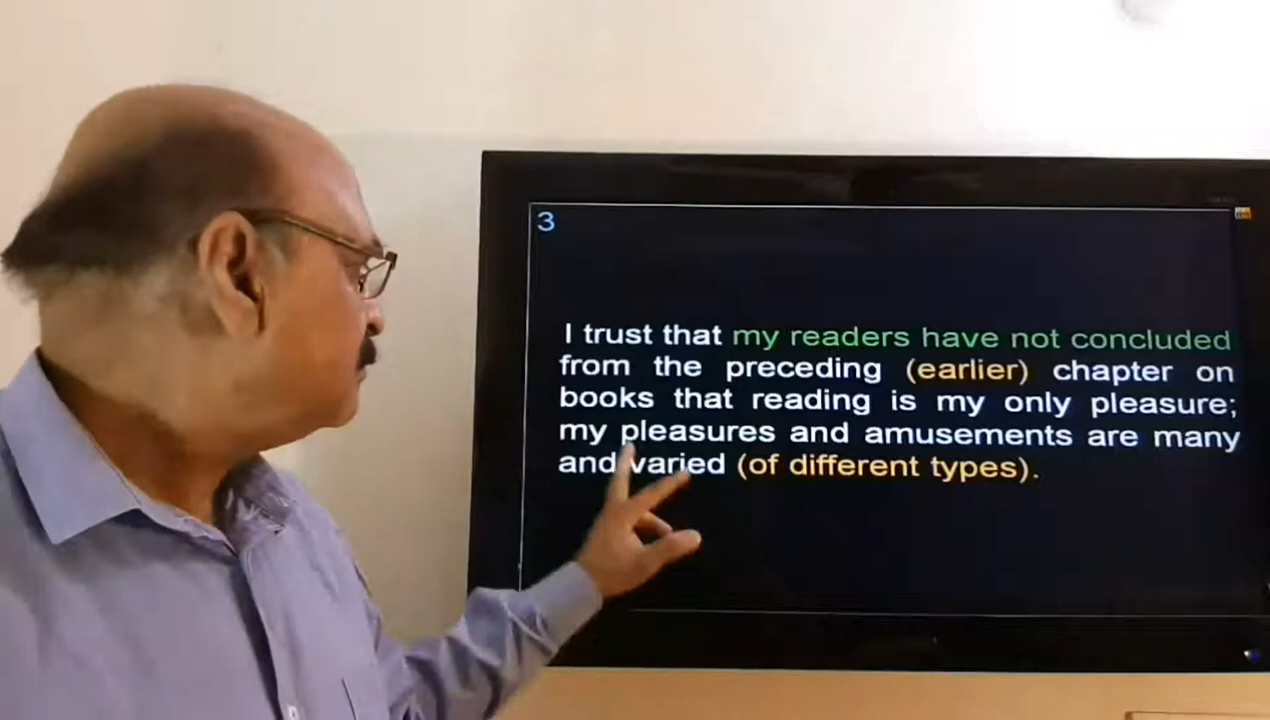 3
I trust that my readers have not concluded
from the preceding (earlier) chapter on
books that reading is my only pleasure;
my pleasures and amusements are many
and varied (of different types).